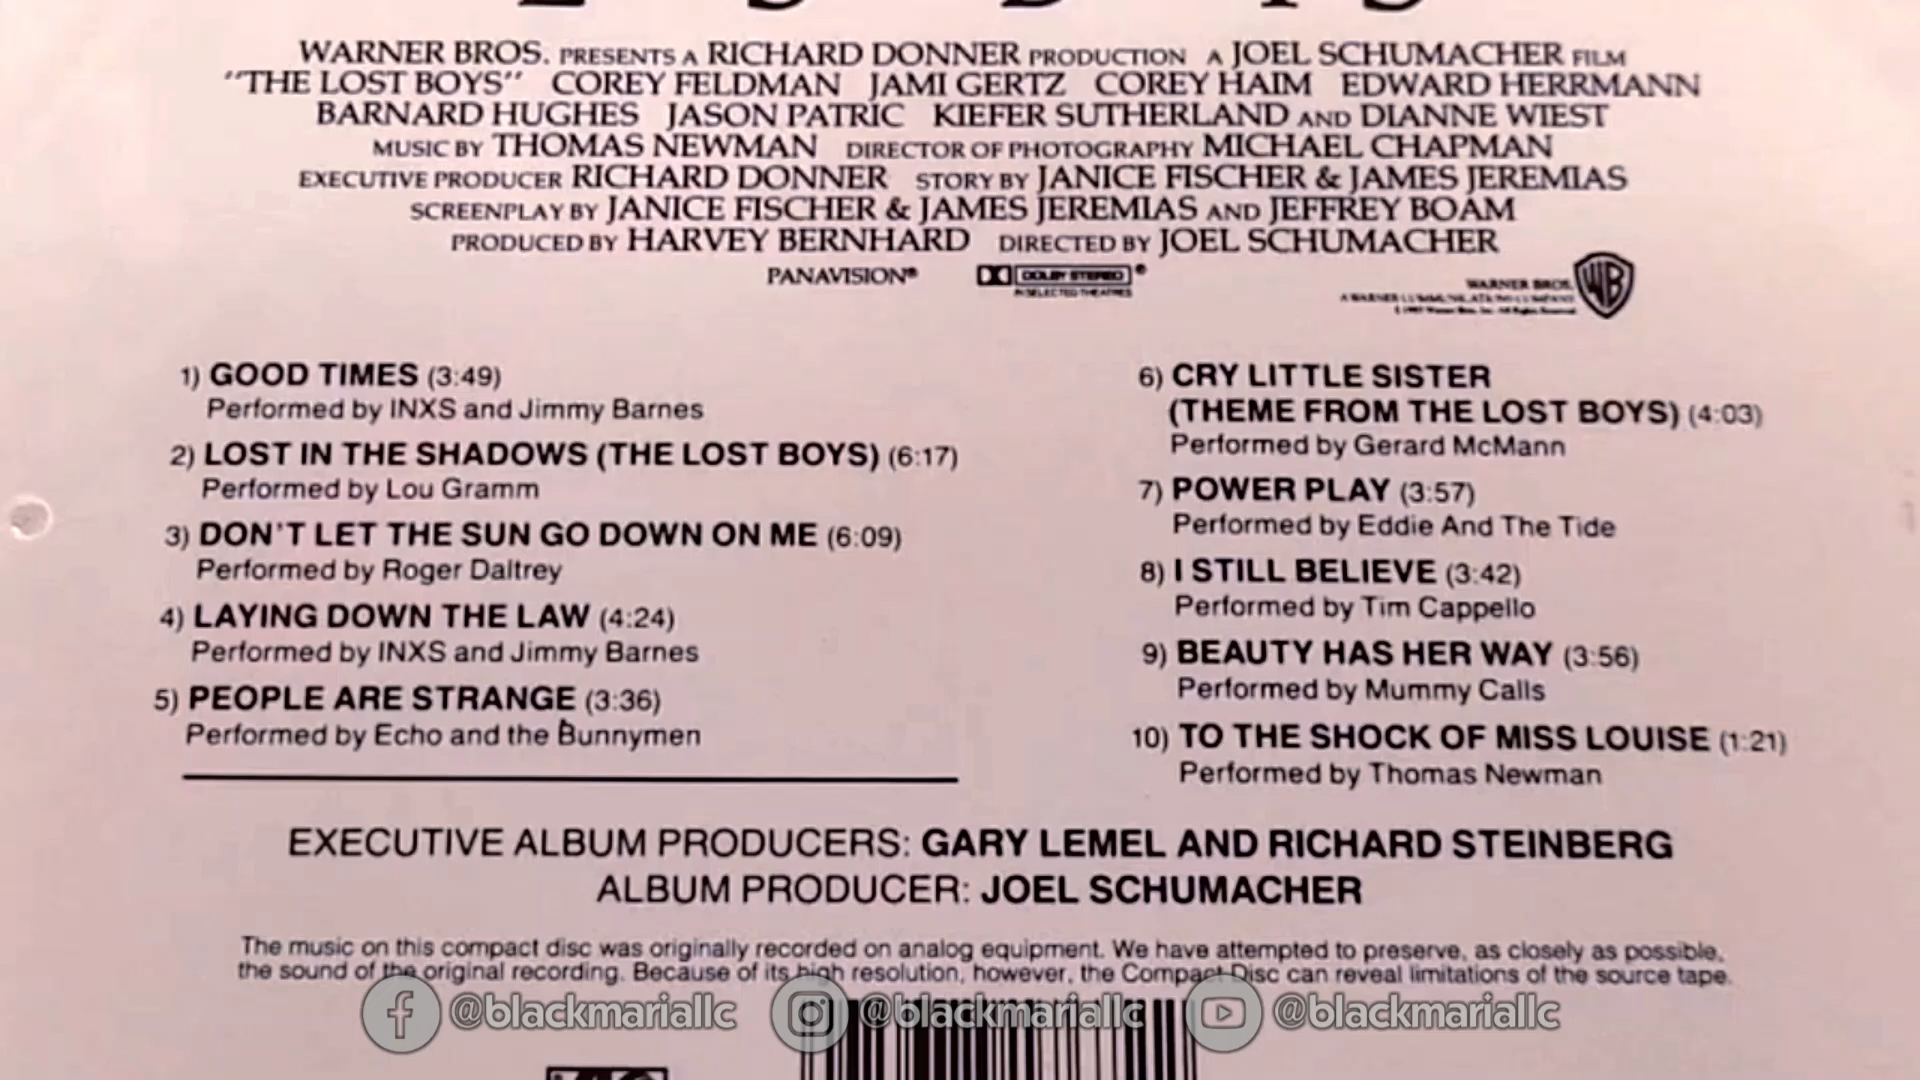 WARNER BROS. PRESENTS A RICHARD DONNER PRODUCTION A JOEL SCHUMACHER FILM
"THE LOST BOYS" COREY FELDMAN JAMI GERTZ COREY HAIM EDWARD HERRMANN
BARNARD HUGHES JASON PATRIC KIEFER SUTHERLAND AND DIANNE WIEST
MUSIC BY THOMAS NEWMAN DIRECTOR OF PHOTOGRAPHY MICHAEL CHAPMAN
EXECUTIVE PRODUCER RICHARD DONNER STORY BY JANICE FISCHER & JAMES JEREMIAS
SCREENPLAY BY JANICE FISCHER & JAMES JEREMIAS AND JEFFREY BOAM
PRODUCED BY HARVEY BERNHARD DIRECTED BY JOEL SCHUMACHER
PANAVISION® DOLBY STEREO®
IN SELECTED THEATRES
WARNER BROS. WB
1) GOOD TIMES (3:49)
Performed by INXS and Jimmy Barnes
2) LOST IN THE SHADOWS (THE LOST BOYS) (6:17)
Performed by Lou Gramm
3) DON'T LET THE SUN GO DOWN ON ME (6:09)
Performed by Roger Daltrey
4) LAYING DOWN THE LAW (4:24)
Performed by INXS and Jimmy Barnes
5) PEOPLE ARE STRANGE (3:36)
Performed by Echo and the Bunnymen
6) CRY LITTLE SISTER
(THEME FROM THE LOST BOYS) (4:03)
Performed by Gerard McMann
7) POWER PLAY (3:57)
Performed by Eddie And The Tide
8) I STILL BELIEVE (3:42)
Performed by Tim Cappello
9) BEAUTY HAS HER WAY (3:56)
Performed by Mummy Calls
10) TO THE SHOCK OF MISS LOUISE (1:21)
Performed by Thomas Newman
EXECUTIVE ALBUM PRODUCERS: GARY LEMEL AND RICHARD STEINBERG
ALBUM PRODUCER: JOEL SCHUMACHER
The music on this compact disc was originally recorded on analog equipment. We have attempted to preserve, as closely as possible,
the sound of the original recording. Because of its high resolution, however, the Compact Disc can reveal limitations of the source tape.
@blackmariallc @blackmariallc @blackmariallc